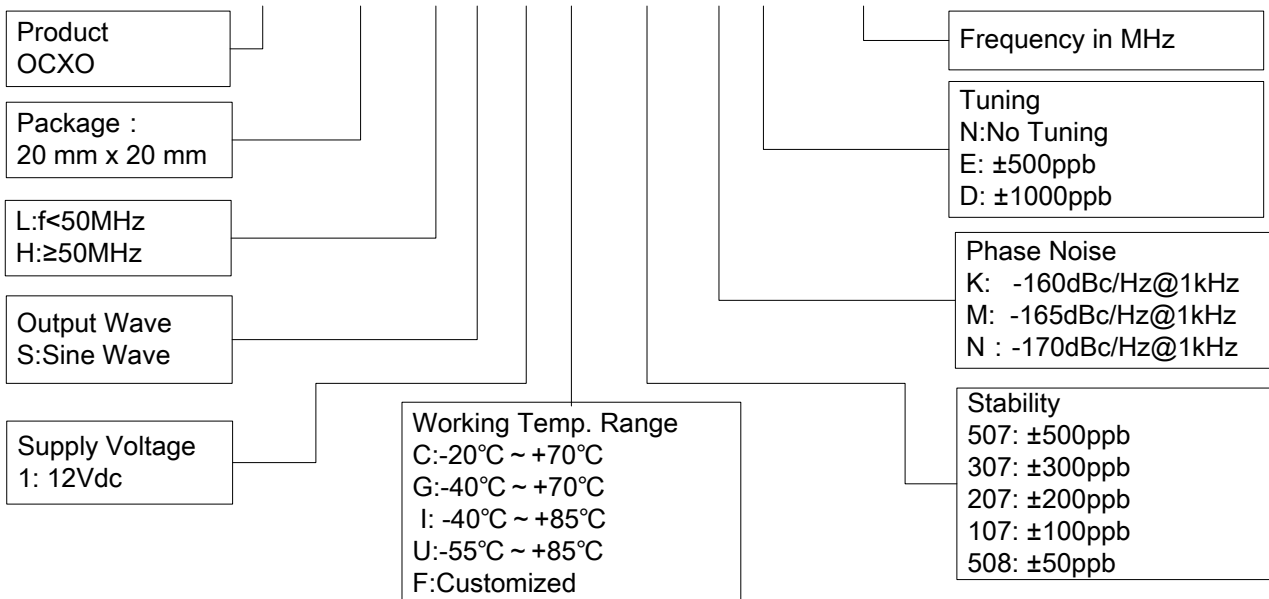 Product
OCXO
Package :
20 mm x 20 mm
L:f<50MHz
H:≥50MHz
Output Wave
S:Sine Wave
Supply Voltage
1: 12Vdc
Working Temp. Range
C:-20℃ ~ +70℃
G:-40℃ ~ +70℃
I: -40℃ ~ +85℃
U:-55℃ ~ +85℃
F:Customized
Frequency in MHz
Tuning
N:No Tuning
E: ±500ppb
D: ±1000ppb
Phase Noise
K: -160dBc/Hz@1kHz
M: -165dBc/Hz@1kHz
N : -170dBc/Hz@1kHz
Stability
507: ±500ppb
307: ±300ppb
207: ±200ppb
107: ±100ppb
508: ±50ppb